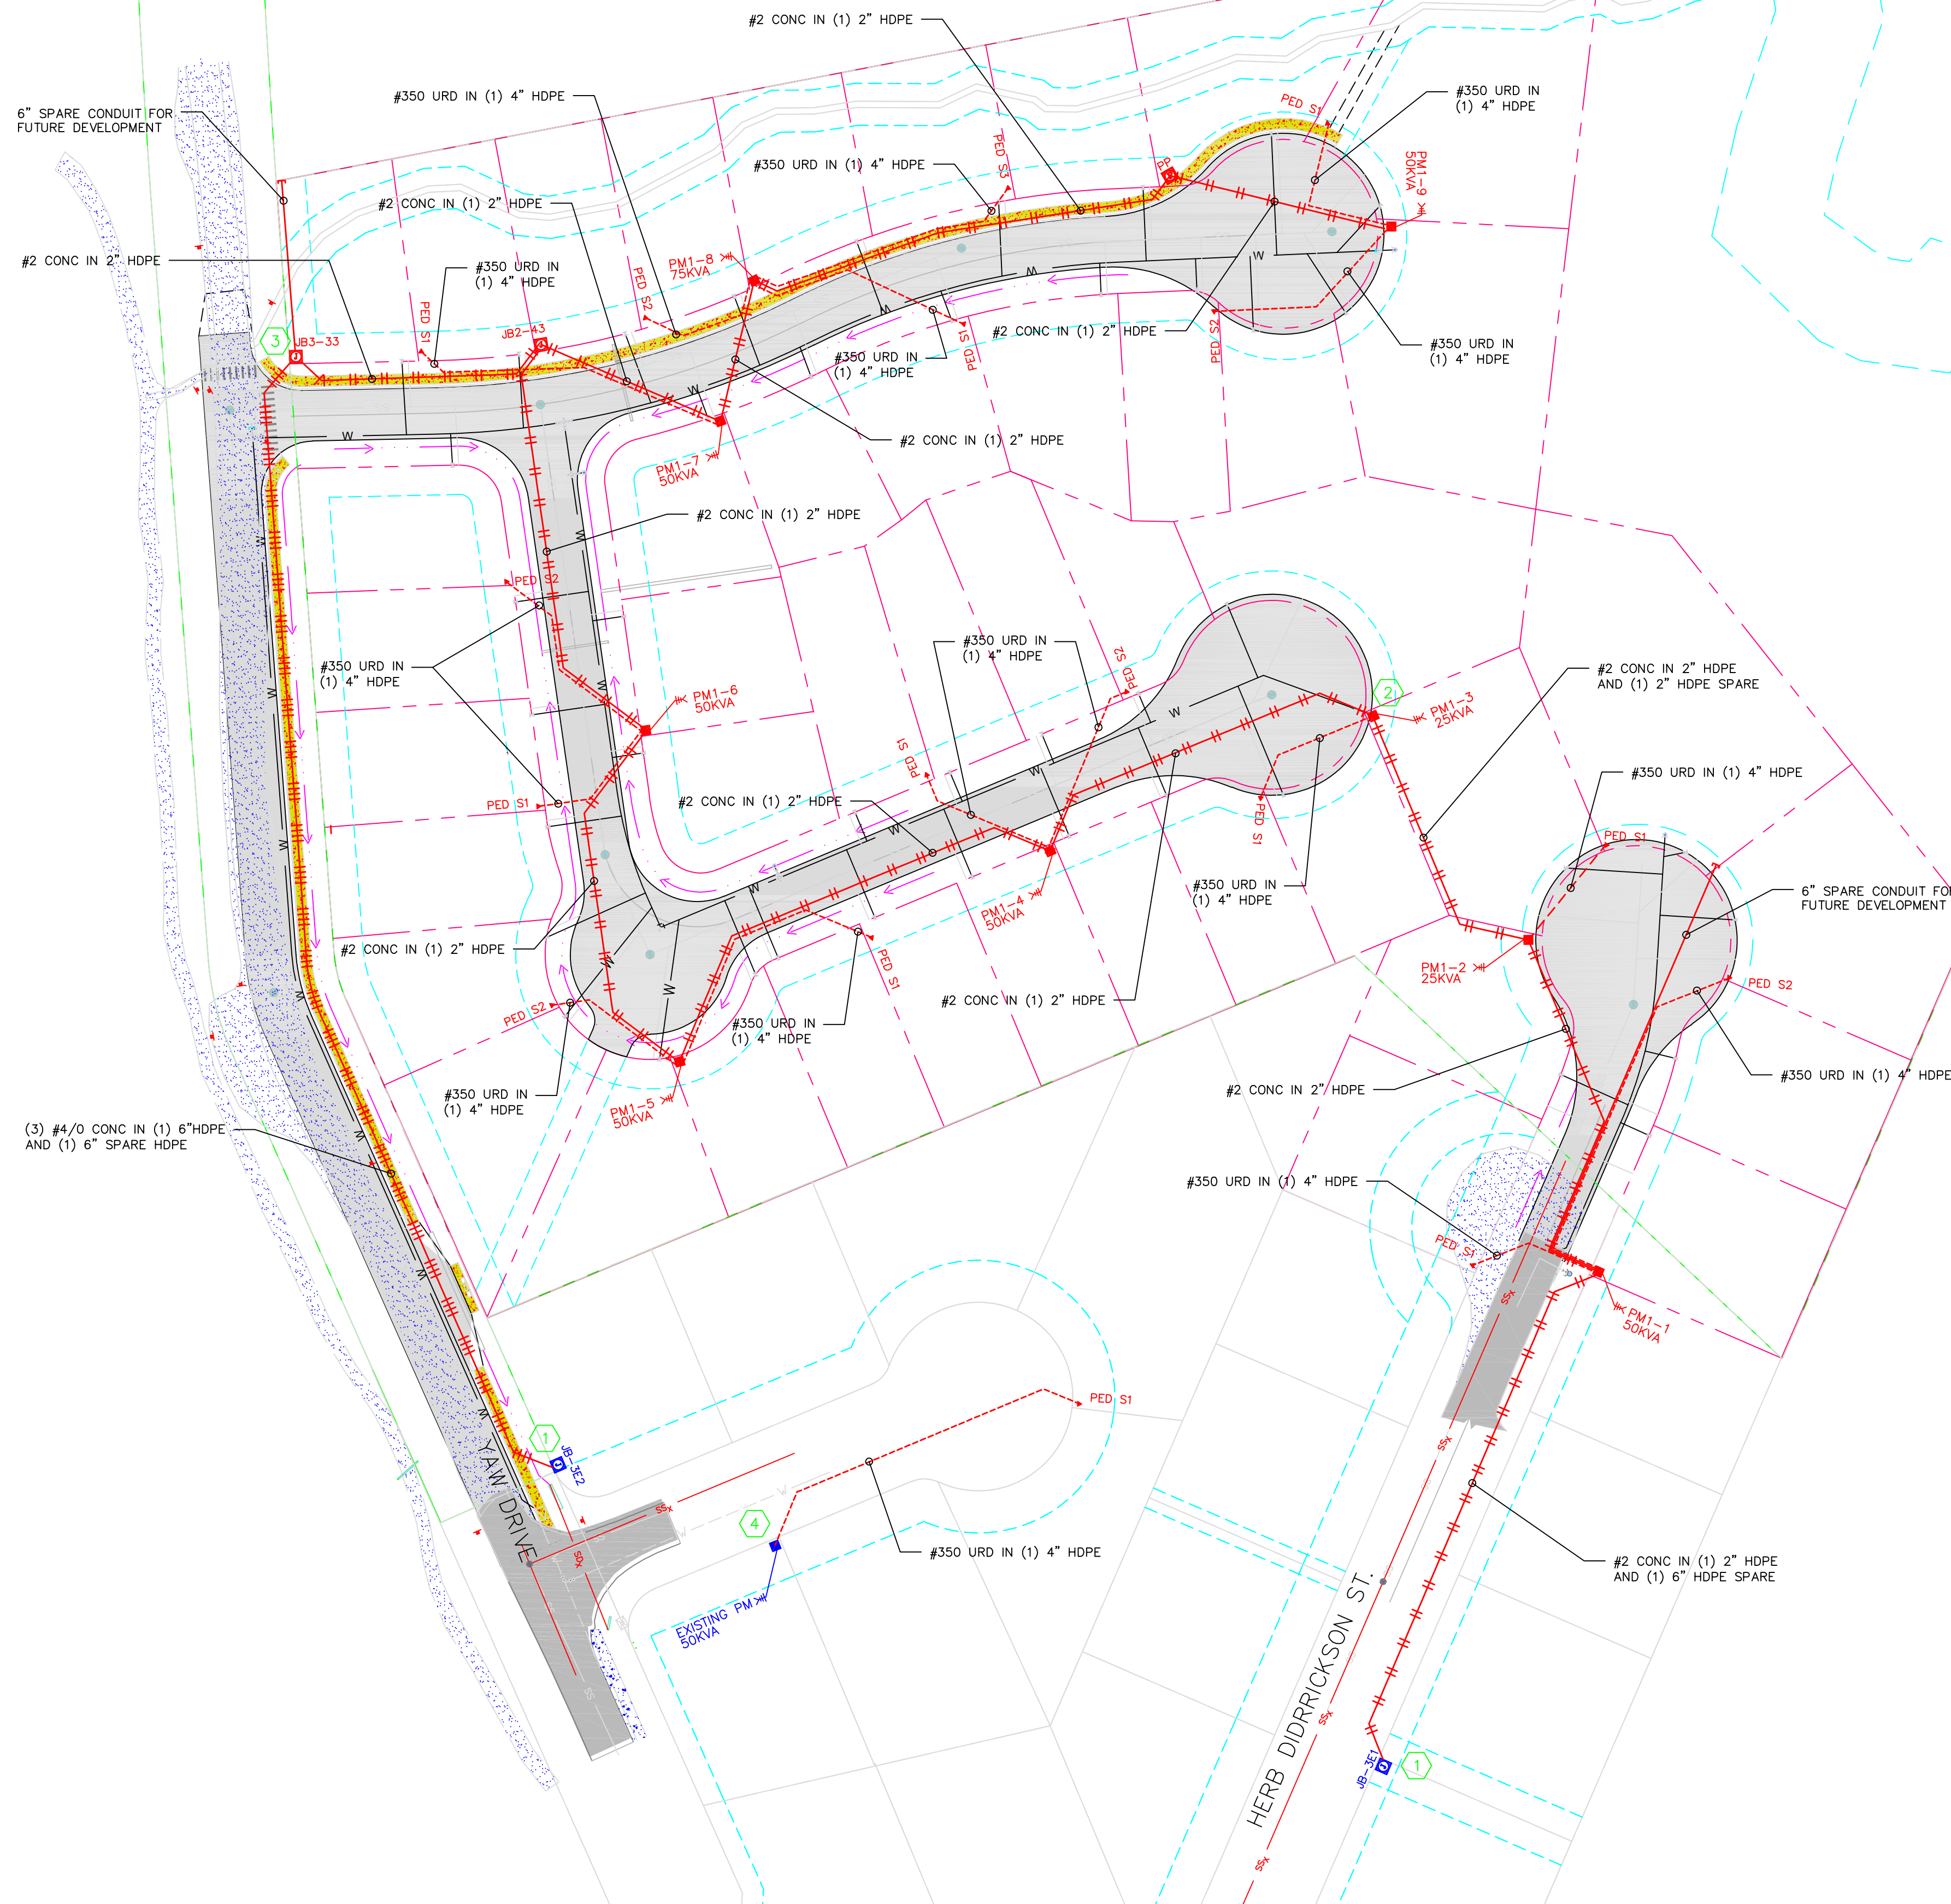 #2 CONC IN (1) 2" HDPE
#350 URD IN (1) 4" HDPE
6" SPARE CONDUIT FOR
FUTURE DEVELOPMENT
#350 URD IN
(1) 4" HDPE
PED S1
PED S3
#350 URD IN (1) 4" HDPE
PP
PM1-9
50KVA
#2 CONC IN (1) 2" HDPE
#2 CONC IN 2" HDPE
#350 URD IN
(1) 4" HDPE
PM1-8
75KVA
PED S2
PED S1
W
3
JB3-33
JB2-43
W
W
#2 CONC IN (1) 2" HDPE
PED S1
PED S2
#350 URD IN
(1) 4" HDPE
#350 URD IN
(1) 4" HDPE
W
W
#2 CONC IN (1) 2" HDPE
PM1-7
50KVA
#2 CONC IN (1) 2" HDPE
W
W
PED S2
#350 URD IN
(1) 4" HDPE
#350 URD IN
(1) 4" HDPE
PED S2
#2 CONC IN 2" HDPE
AND (1) 2" HDPE SPARE
W
W
PM1-6
50KVA
2
PM1-3
25KVA
W
PED S1
W
#350 URD IN (1) 4" HDPE
PED S1
#2 CONC IN (1) 2" HDPE
W
PED S1
PED S1
W
W
#350 URD IN
(1) 4" HDPE
PM1-4
50KVA
6" SPARE CONDUIT FO
FUTURE DEVELOPMENT
#2 CONC IN (1) 2" HDPE
W
W
PED S1
PM1-2
25KVA
PED S2
W
#2 CONC IN (1) 2" HDPE
PED S2
#350 URD IN
(1) 4" HDPE
#350 URD IN (1) 4" HDPE
#350 URD IN
(1) 4" HDPE
PM1-5
50KVA
#2 CONC IN 2" HDPE
(3) #4/0 CONC IN (1) 6"HDPE
AND (1) 6" SPARE HDPE
W
#350 URD IN (1) 4" HDPE
PED S1
W
SSx
PM1-1
50KVA
PED S1
W
1
JB-3E2
SSx
YAW DRIVE
SSx
W
W
4
SDx
#350 URD IN (1) 4" HDPE
#2 CONC IN (1) 2" HDPE
AND (1) 6" HDPE SPARE
EXISTING PM
50KVA
SS
HERB DIDRRICKSON ST.
SSx
JB-3E1
1
SSx